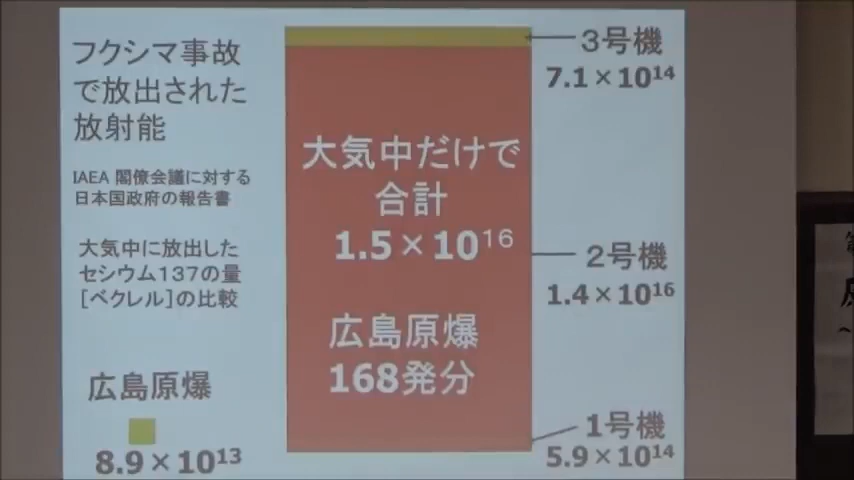 フクシマ事故
で放出された
放射能
IAEA 閣僚会議に対する
日本国政府の報告書
大気中に放出した
セシウム137の量
[ベクレル]の比較
広島原爆
8.9×10¹³
大気中だけで
合計
1.5×10¹⁶
広島原爆
168発分
3号機
7.1×10¹⁴
2号機
1.4×10¹⁶
1号機
5.9×10¹⁴